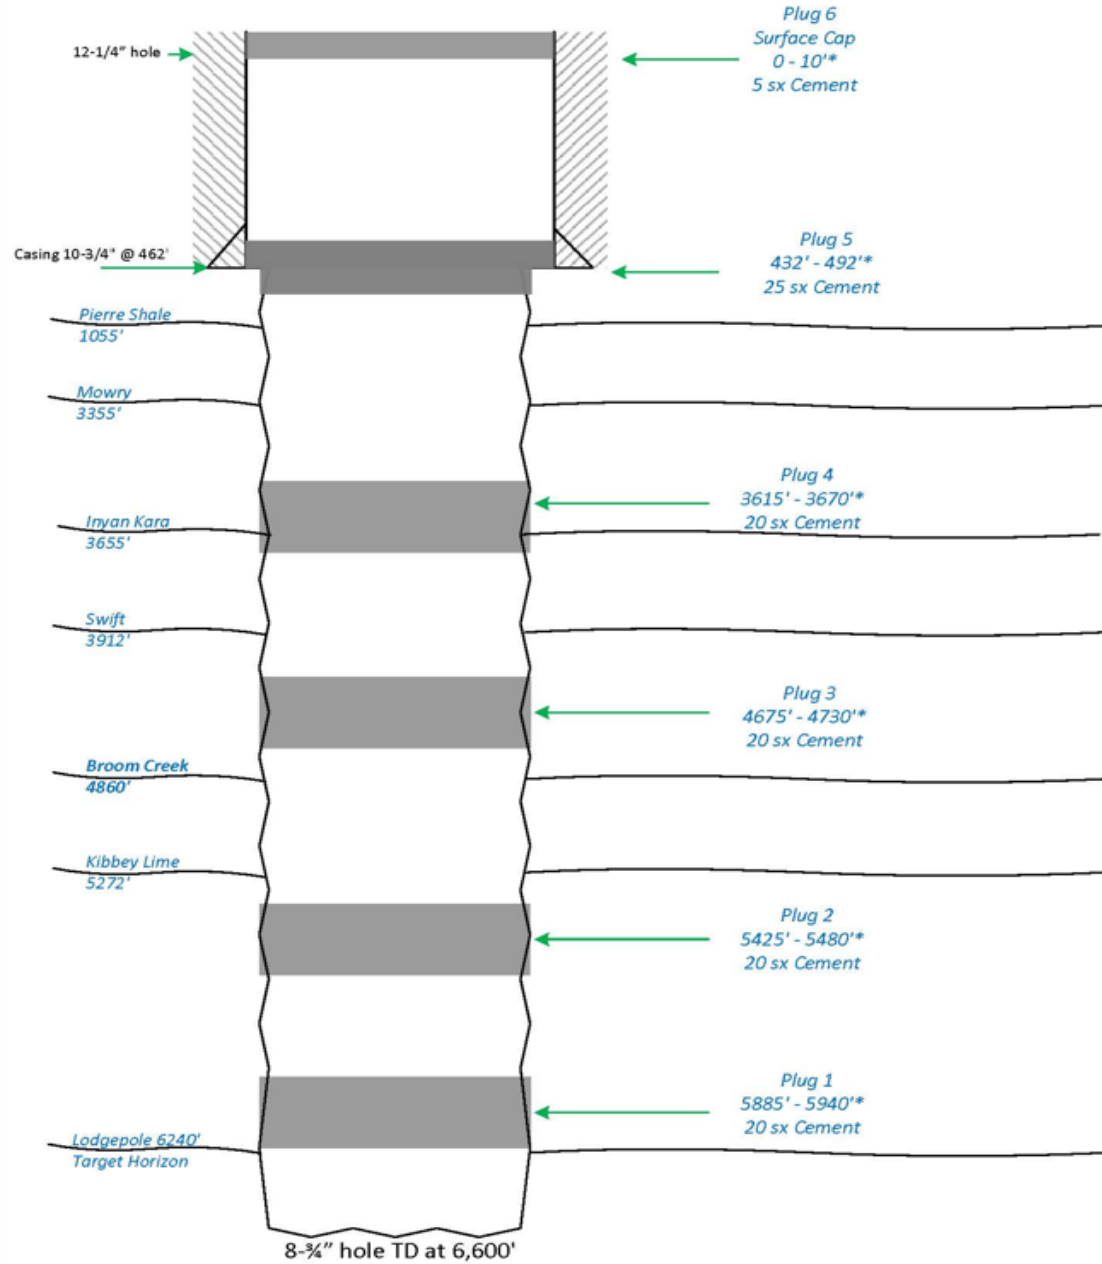 Plug 6
Surface Cap
0 - 10'*
5 sx Cement
12-1/4” hole
Plug 5
432' - 492'*
25 sx Cement
Casing 10-3/4" @ 462'
Pierre Shale
1055'
Mowry
3355'
Plug 4
3615' - 3670'*
20 sx Cement
Inyan Kara
3655'
Swift
3912'
Plug 3
4675' - 4730'*
20 sx Cement
Broom Creek
4860'
Kibbey Lime
5272'
Plug 2
5425' - 5480'*
20 sx Cement
Plug 1
5885' - 5940'*
20 sx Cement
Lodgepole 6240'
Target Horizon
8-¾” hole TD at 6,600'